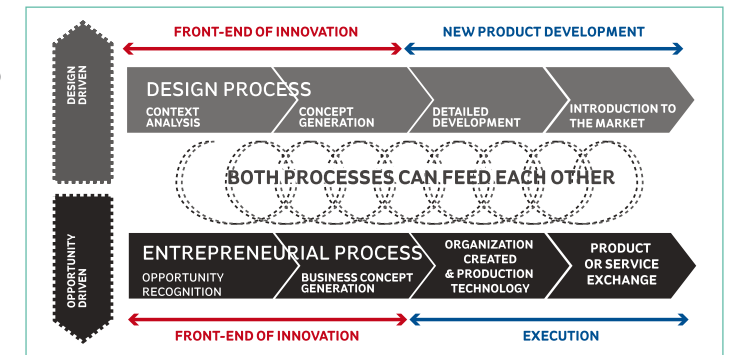 FRONT-END OF INNOVATION
NEW PRODUCT DEVELOPMENT
DESIGN
DRIVEN
DESIGN PROCESS
CONTEXT
ANALYSIS
CONCEPT
GENERATION
DETAILED
DEVELOPMENT
INTRODUCTION TO
THE MARKET
BOTH PROCESSES CAN FEED EACH OTHER
OPPORTUNITY
DRIVEN
ENTREPRENEURIAL PROCESS
OPPORTUNITY
RECOGNITION
BUSINESS CONCEPT
GENERATION
ORGANIZATION
CREATED
& PRODUCTION
TECHNOLOGY
PRODUCT
OR SERVICE
EXCHANGE
FRONT-END OF INNOVATION
EXECUTION